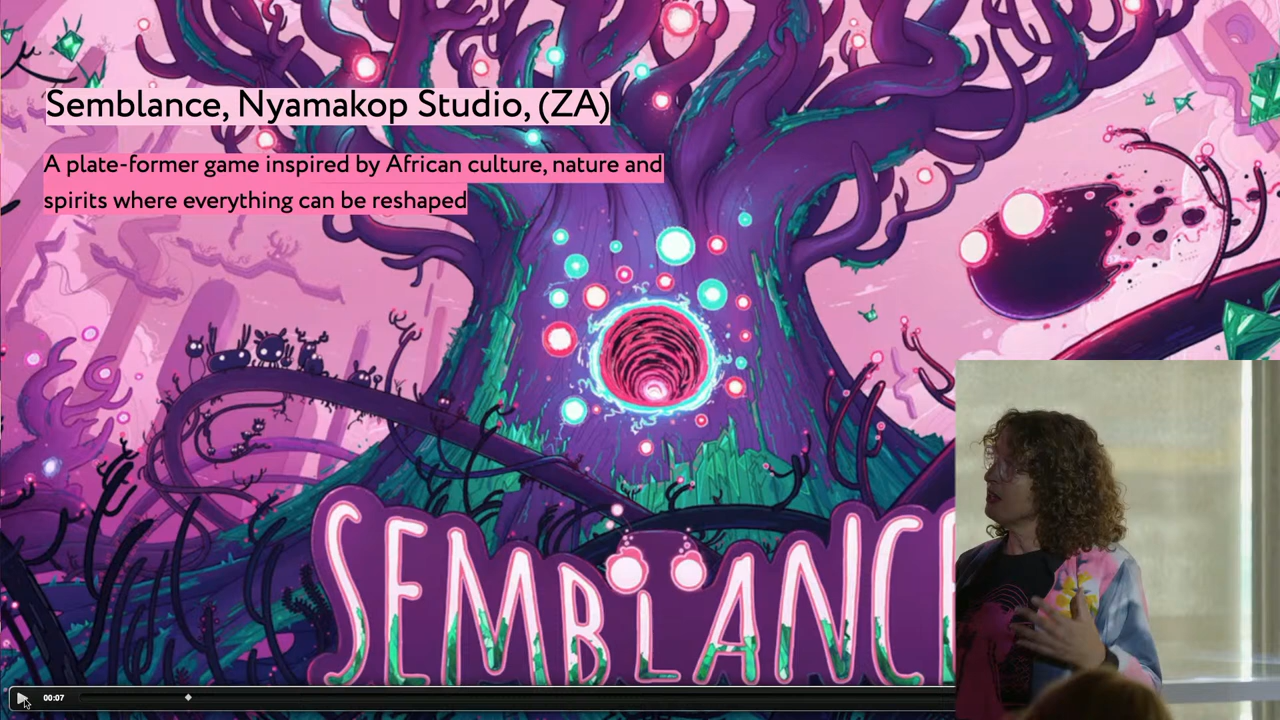 Semblance, Nyamakop Studio, (ZA)
A plate-former game inspired by African culture, nature and
spirits where everything can be reshaped
SEMBLANCE
00:07